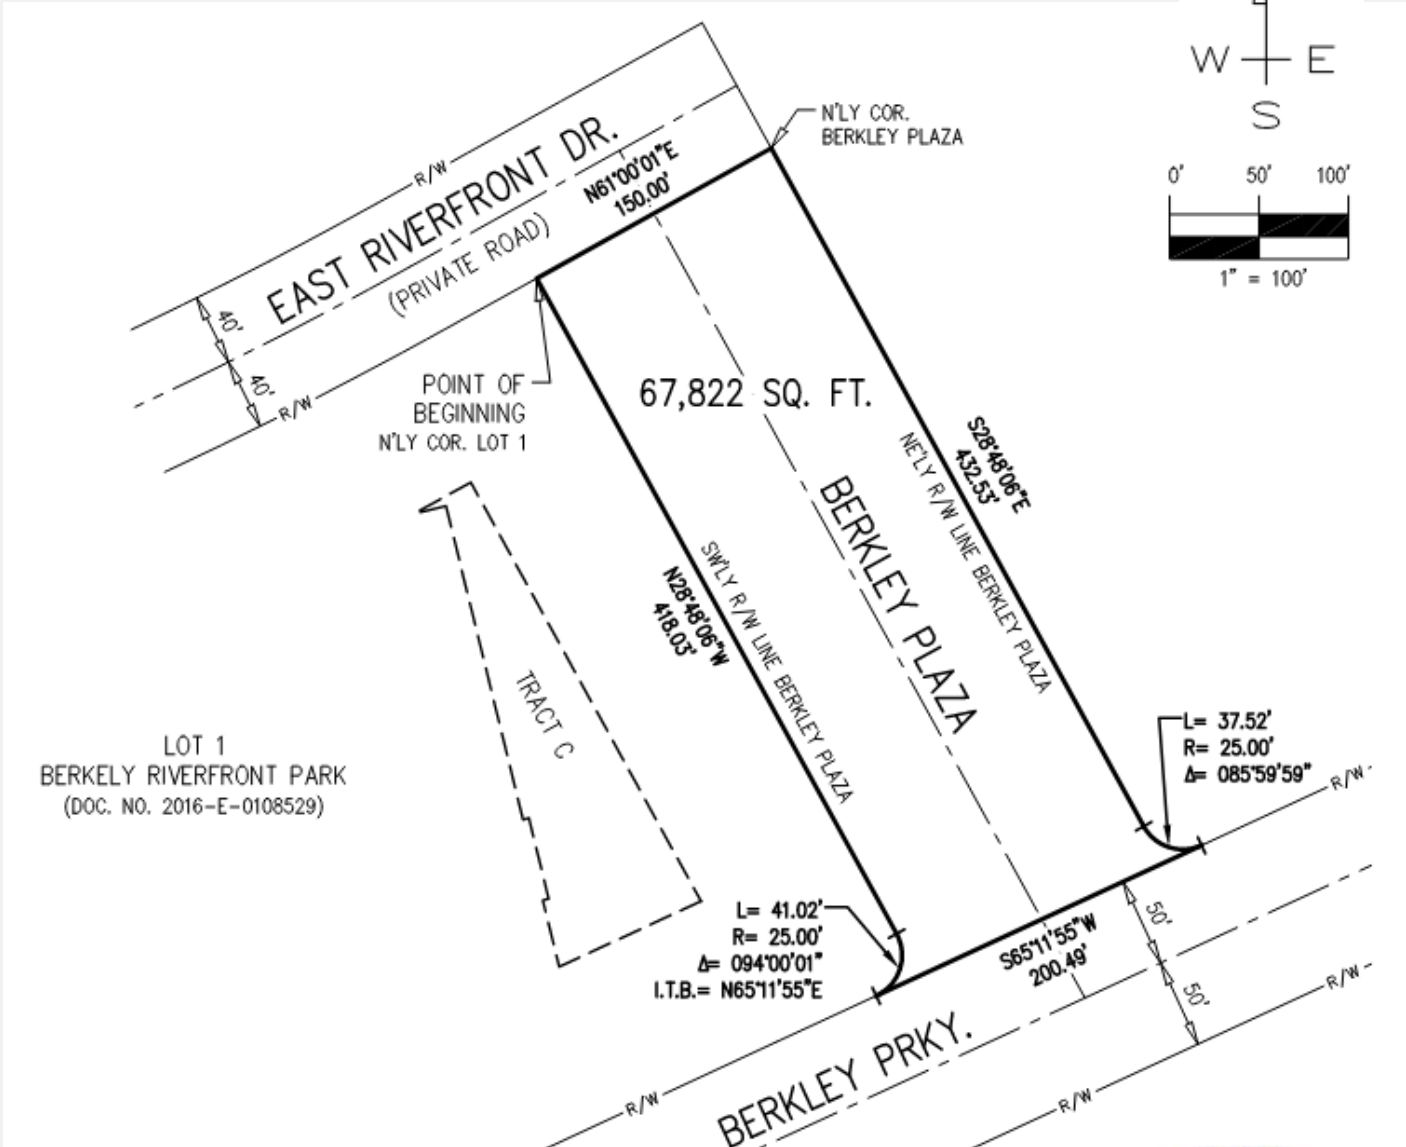 W E
S
0' 50' 100'
1" = 100'
N'LY COR.
BERKLEY PLAZA
R/W
EAST RIVERFRONT DR.
(PRIVATE ROAD)
N61°00'01"E
150.00'
40'
40'
R/W
POINT OF
BEGINNING
N'LY COR. LOT 1
67,822 SQ. FT.
S28°48'06"E
432.53'
NE'LY R/W LINE BERKLEY PLAZA
BERKLEY PLAZA
SW'LY R/W LINE BERKLEY PLAZA
N28°48'06"W
418.03'
TRACT C
LOT 1
BERKELY RIVERFRONT PARK
(DOC. NO. 2016-E-0108529)
L= 37.52'
R= 25.00'
Δ= 085°59'59"
R/W
L= 41.02'
R= 25.00'
Δ= 094°00'01"
I.T.B.= N65°11'55"E
S65°11'55"W
200.49'
50'
50'
R/W
BERKLEY PRKY.
R/W
R/W